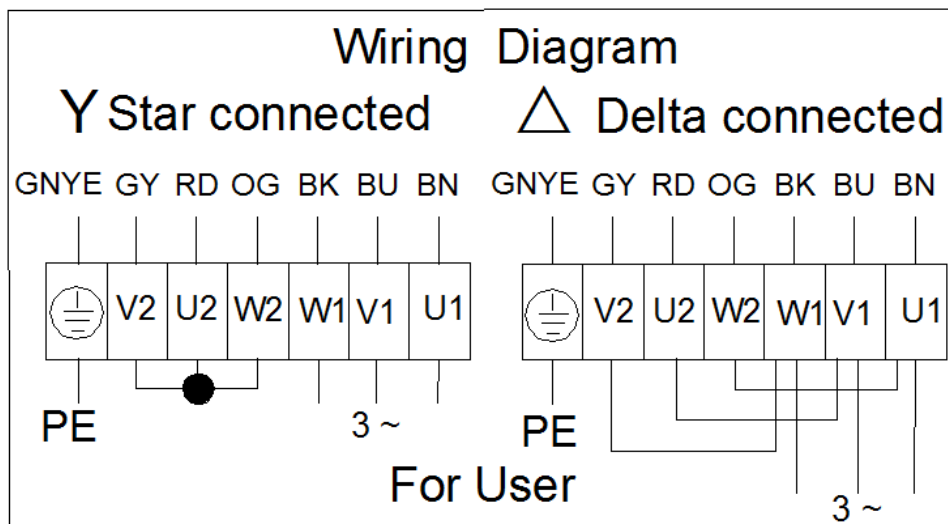 Wiring Diagram
Y Star connected
△ Delta connected
GNYE GY RD OG BK BU BN
GNYE GY RD OG BK BU BN
V2 U2 W2 W1 V1 U1
V2 U2 W2 W1 V1 U1
PE
3 ~
PE
3 ~
For User